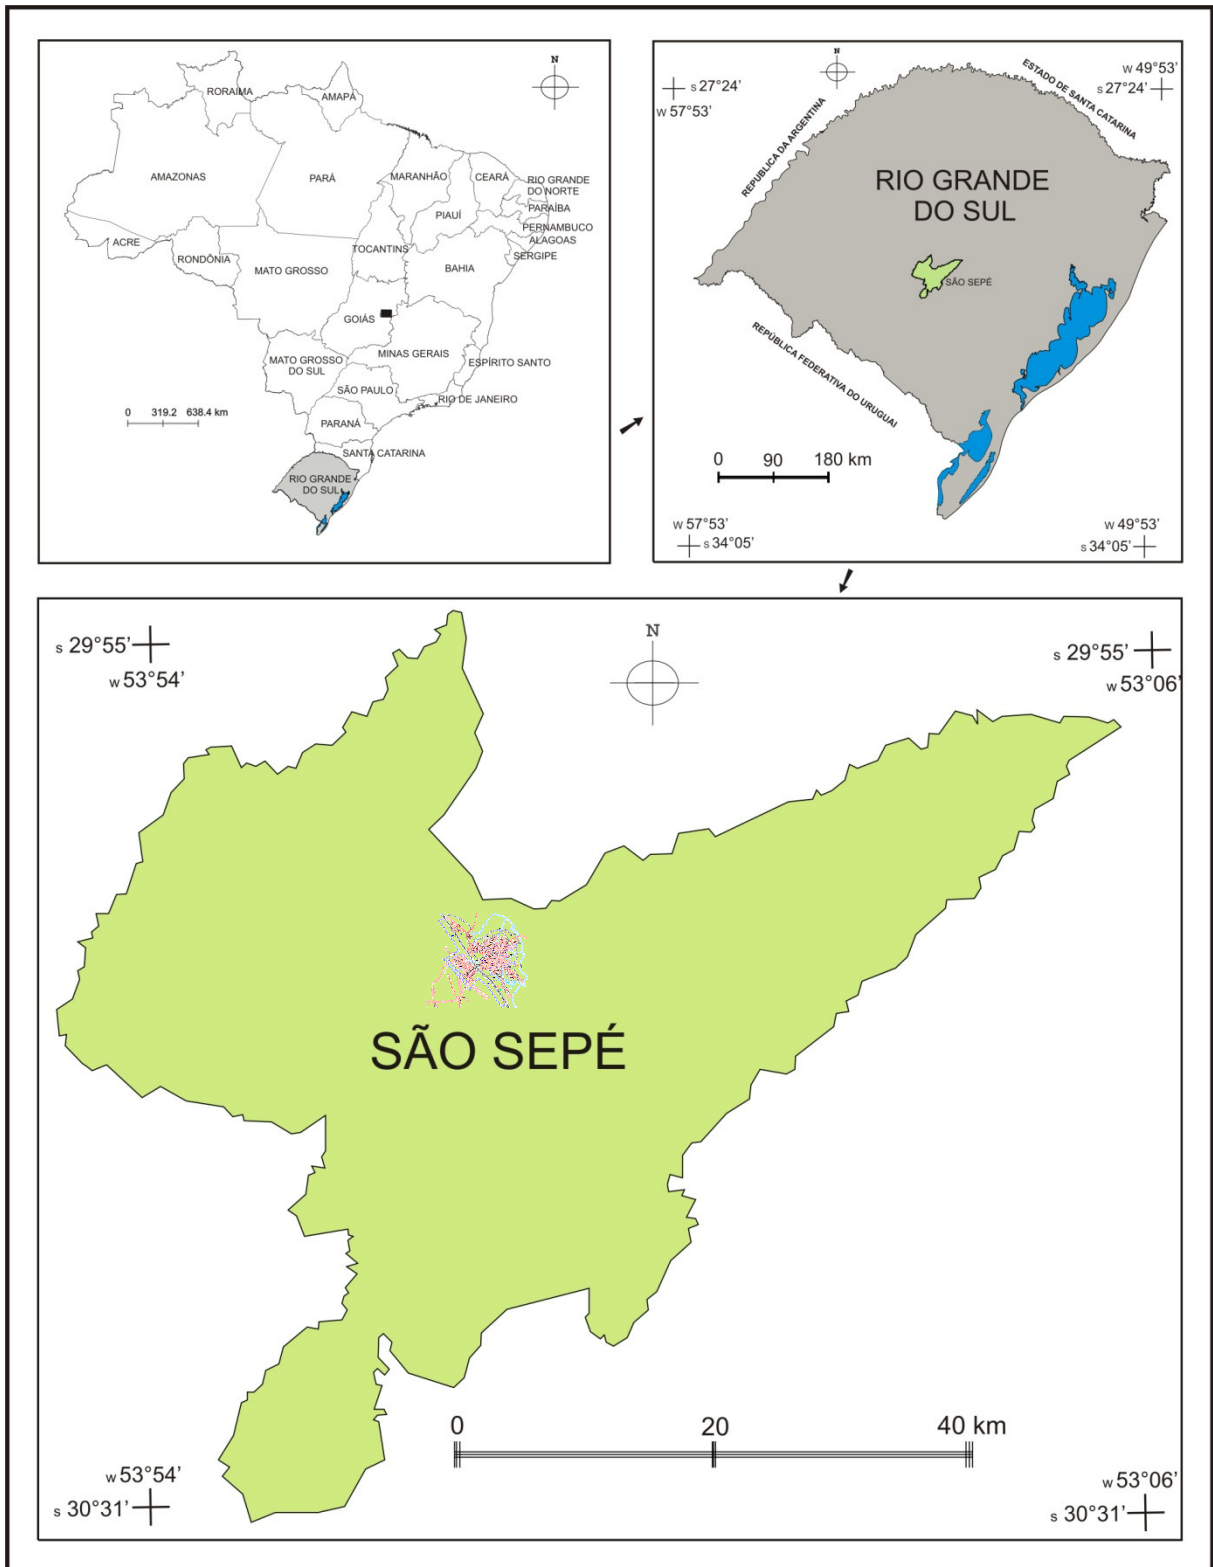 N
RORAIMA
AMAPÁ
AMAZONAS
PARÁ
MARANHÃO
CEARÁ
RIO GRANDE
DO NORTE
PARAÍBA
PIAUÍ
PERNAMBUCO
ALAGOAS
ACRE
TOCANTINS
SERGIPE
RONDÔNIA
MATO GROSSO
BAHIA
GOIÁS
MINAS GERAIS
MATO GROSSO
DO SUL
ESPÍRITO SANTO
SÃO PAULO
RIO DE JANEIRO
0 319.2 638.4 km
PARANÁ
SANTA CATARINA
RIO GRANDE
DO SUL
N
S 27°24'
W 57°53'
W 49°53'
S 27°24'
ESTADO DE SANTA CATARINA
REPÚBLICA DA ARGENTINA
RIO GRANDE
DO SUL
SÃO SEPÉ
REPÚBLICA FEDERATIVA DO URUGUAI
0 90 180 km
W 57°53'
S 34°05'
W 49°53'
S 34°05'
S 29°55'
W 53°54'
N
S 29°55'
W 53°06'
SÃO SEPÉ
0 20 40 km
W 53°54'
S 30°31'
W 53°06'
S 30°31'